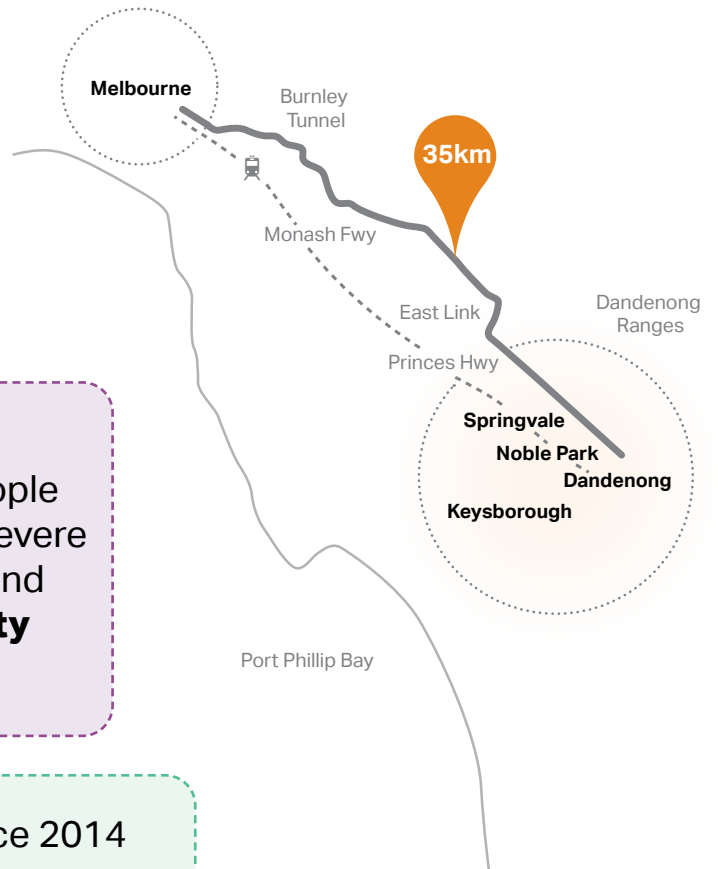 Melbourne
Burnley
Tunnel
35km
Monash Fwy
East Link
Dandenong
Ranges
Princes Hwy
Springvale
Noble Park
Dandenong
Keysborough
Port Phillip Bay
ople
evere
nd
ty
ce 2014